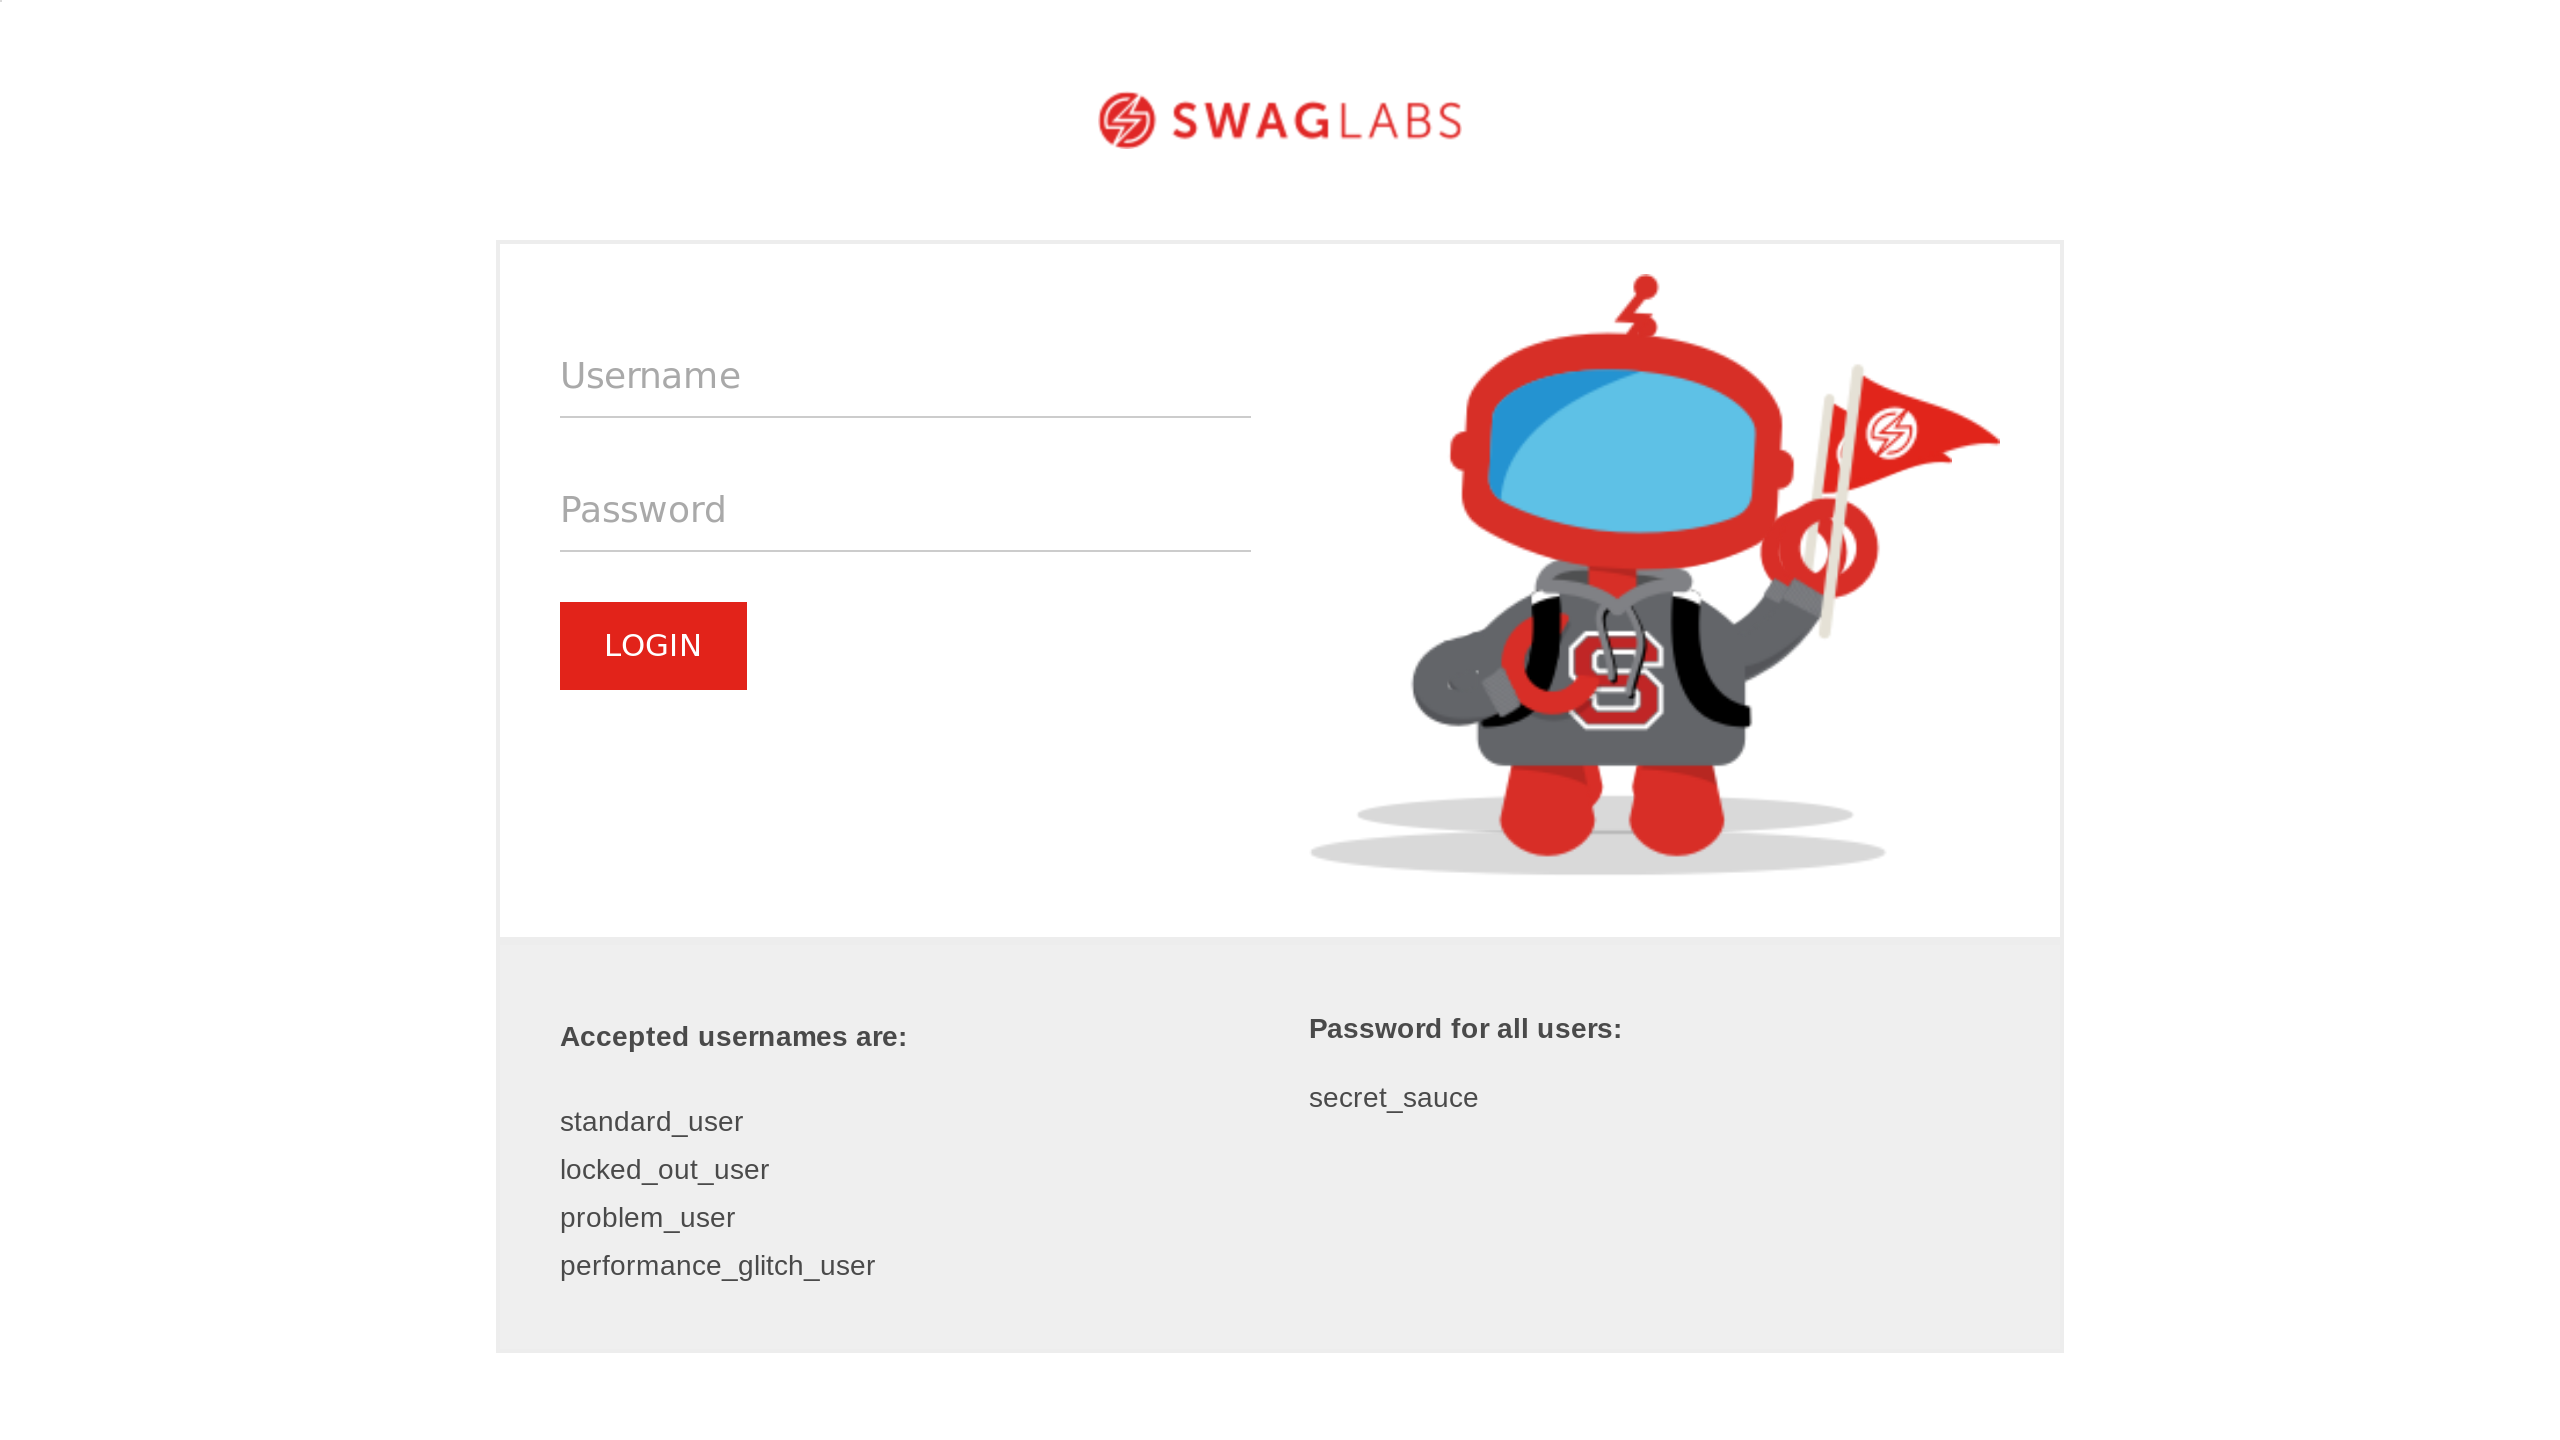 SWAGLABS
Username
Password
LOGIN
S
Accepted usernames are:
standard_user
locked_out_user
problem_user
performance_glitch_user
Password for all users:
secret_sauce